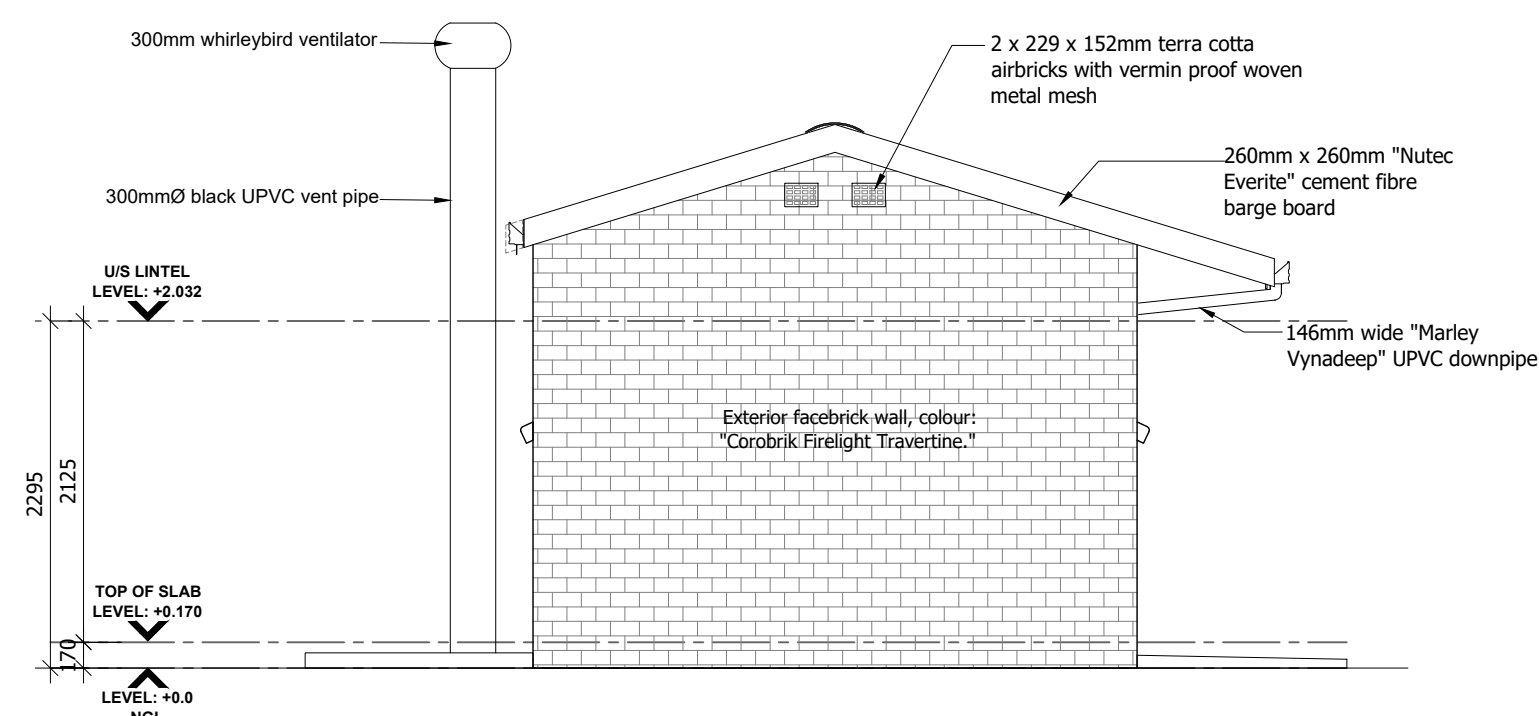 300mm whirleybird ventilator
2 x 229 x 152mm terra cotta
airbricks with vermin proof woven
metal mesh
260mm x 260mm "Nutec
Everite" cement fibre
barge board
300mmØ black UPVC vent pipe
U/S LINTEL
LEVEL: +2.032
146mm wide "Marley
Vynadeep" UPVC downpipe
Exterior facebrick wall, colour:
"Corobrik Firelight Travertine."
2295
2125
TOP OF SLAB
LEVEL: +0.170
170
LEVEL: +0.0
NGL